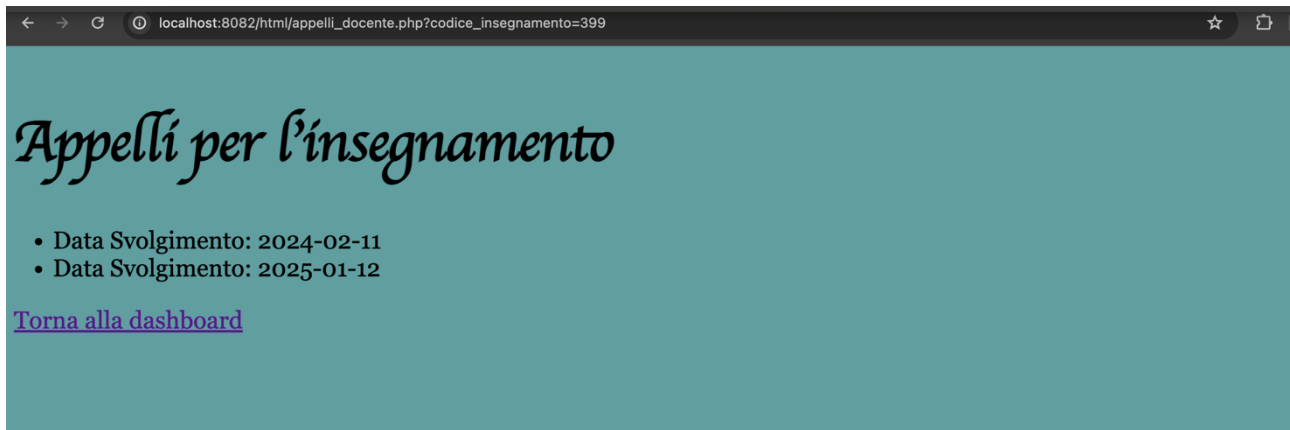 localhost:8082/html/appelli_docente.php?codice_insegnamento=399
Appelli per l'insegnamento
• Data Svolgimento: 2024-02-11
• Data Svolgimento: 2025-01-12
Torna alla dashboard